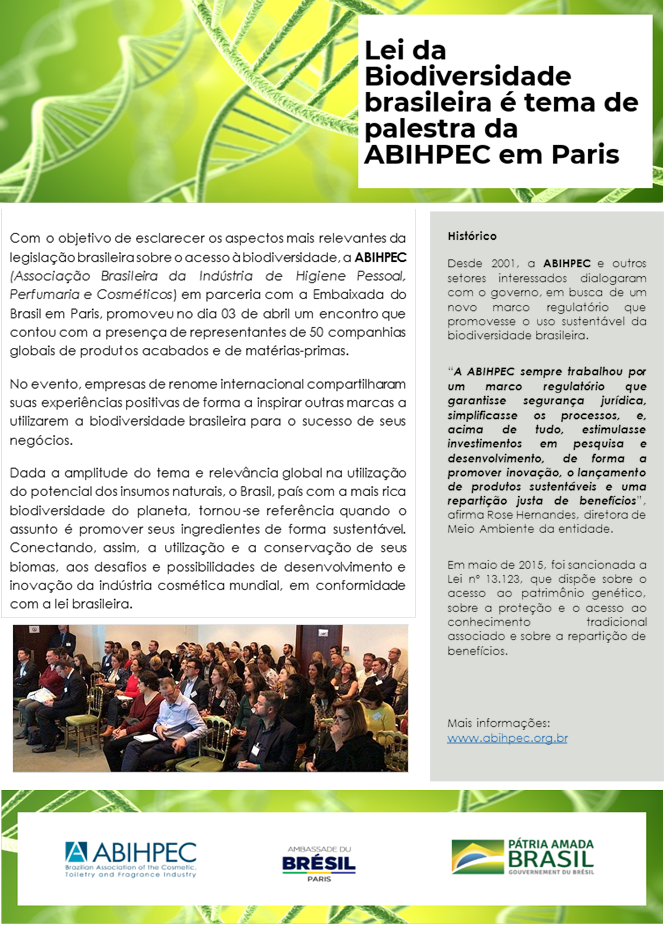 Lei da
Biodiversidade
brasileira é tema de
palestra da
ABIHPEC em Paris
Com o objetivo de esclarecer os aspectos mais relevantes da
legislação brasileira sobre o acesso à biodiversidade, a ABIHPEC
(Associação Brasileira da Indústria de Higiene Pessoal,
Perfumaria e Cosméticos) em parceria com a Embaixada do
Brasil em Paris, promoveu no dia 03 de abril um encontro que
contou com a presença de representantes de 50 companhias
globais de produtos acabados e de matérias-primas.
No evento, empresas de renome internacional compartilharam
suas experiências positivas de forma a inspirar outras marcas a
utilizarem a biodiversidade brasileira para o sucesso de seus
negócios.
Dada a amplitude do tema e relevância global na utilização
do potencial dos insumos naturais, o Brasil, país com a mais rica
biodiversidade do planeta, tornou-se referência quando o
assunto é promover seus ingredientes de forma sustentável.
Conectando, assim, a utilização e a conservação de seus
biomas, aos desafios e possibilidades de desenvolvimento e
inovação da indústria cosmética mundial, em conformidade
com a lei brasileira.
Histórico
Desde 2001, a ABIHPEC e outros
setores interessados dialogaram
com o governo, em busca de um
novo marco regulatório que
promovesse o uso sustentável da
biodiversidade brasileira.
“A ABIHPEC sempre trabalhou por
um marco regulatório que
garantisse segurança jurídica,
simplificasse os processos, e,
acima de tudo, estimulasse
investimentos em pesquisa e
desenvolvimento, de forma a
promover inovação, o lançamento
de produtos sustentáveis e uma
repartição justa de benefícios”,
afirma Rose Hernandes, diretora de
Meio Ambiente da entidade.
Em maio de 2015, foi sancionada a
Lei nº 13.123, que dispõe sobre o
acesso ao patrimônio genético,
sobre a proteção e o acesso ao
conhecimento tradicional
associado e sobre a repartição de
benefícios.
Mais informações:
www.abihpec.org.br
ABIHPEC
Brazilian Association of the Cosmetic,
Toiletry and Fragrance Industry
AMBASSADE DU
BRÉSIL
PARIS
PÁTRIA AMADA
BRASIL
GOUVERNEMENT DU BRÉSIL